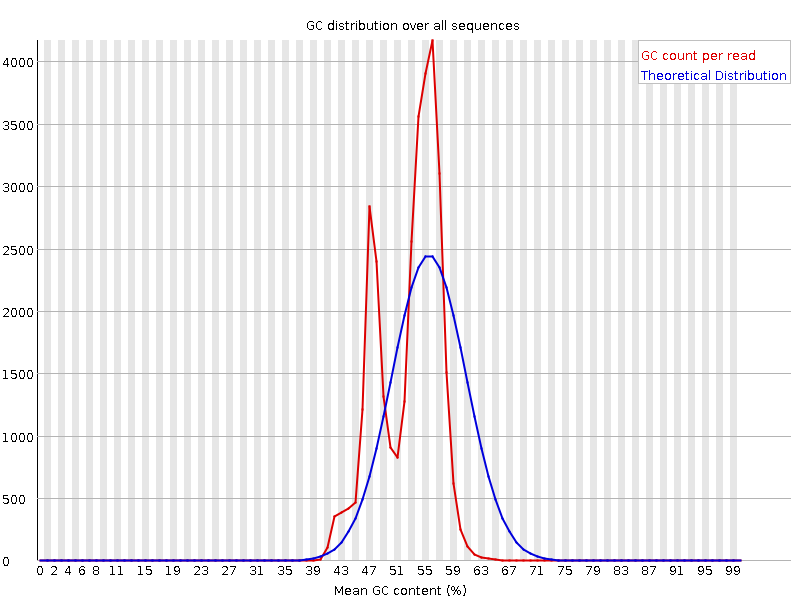 GC distribution over all sequences
GC count per read
Theoretical Distribution
4000
3500
3000
2500
2000
1500
1000
500
0
0 2 4 6 8 11 15 19 23 27 31 35 39 43 47 51 55 59 63 67 71 75 79 83 87 91 95 99
Mean GC content (%)